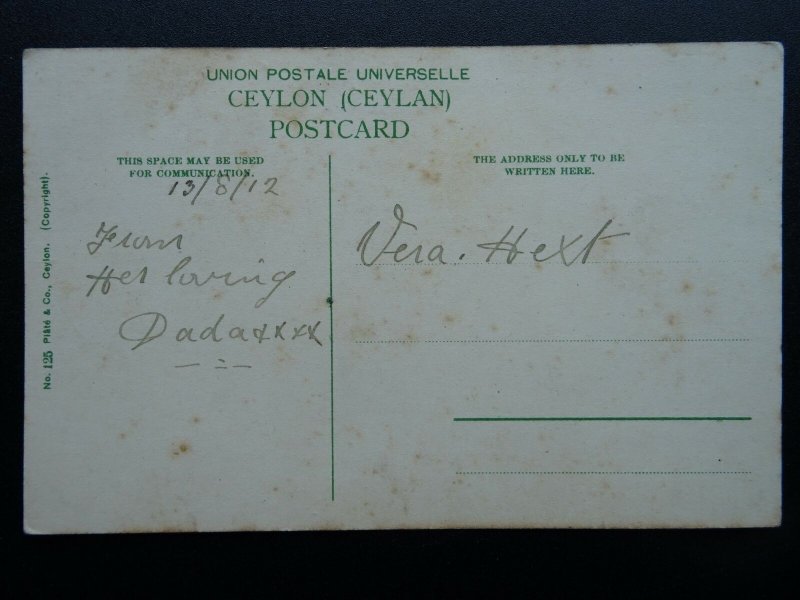 UNION POSTALE UNIVERSELLE
CEYLON (CEYLAN)
POSTCARD
THIS SPACE MAY BE USED
FOR COMMUNICATION.
13/8/12
From
Her loving
Dada xxxx
THE ADDRESS ONLY TO BE
WRITTEN HERE.
Vera. Hext
No. 125 Plâté & Co., Ceylon. (Copyright).